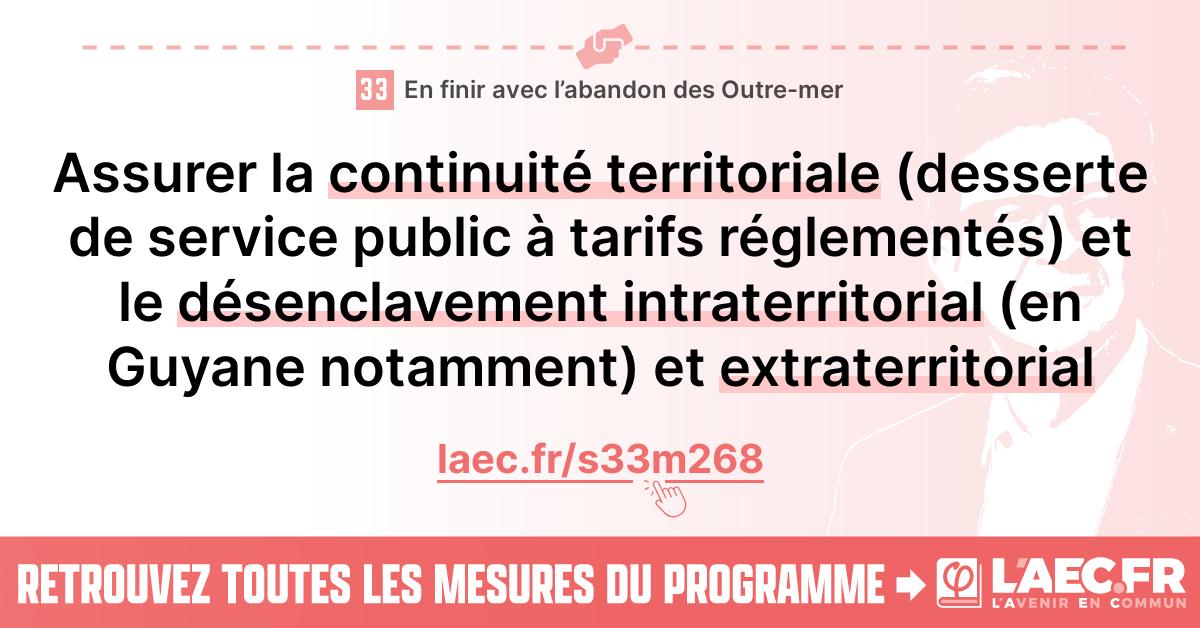 33 En finir avec l’abandon des Outre-mer
Assurer la continuité territoriale (desserte
de service public à tarifs réglementés) et
le désenclavement intraterritorial (en
Guyane notamment) et extraterritorial
laec.fr/s33m268
RETROUVEZ TOUTES LES MESURES DU PROGRAMME
φ L'AEC.FR
L'AVENIR EN COMMUN